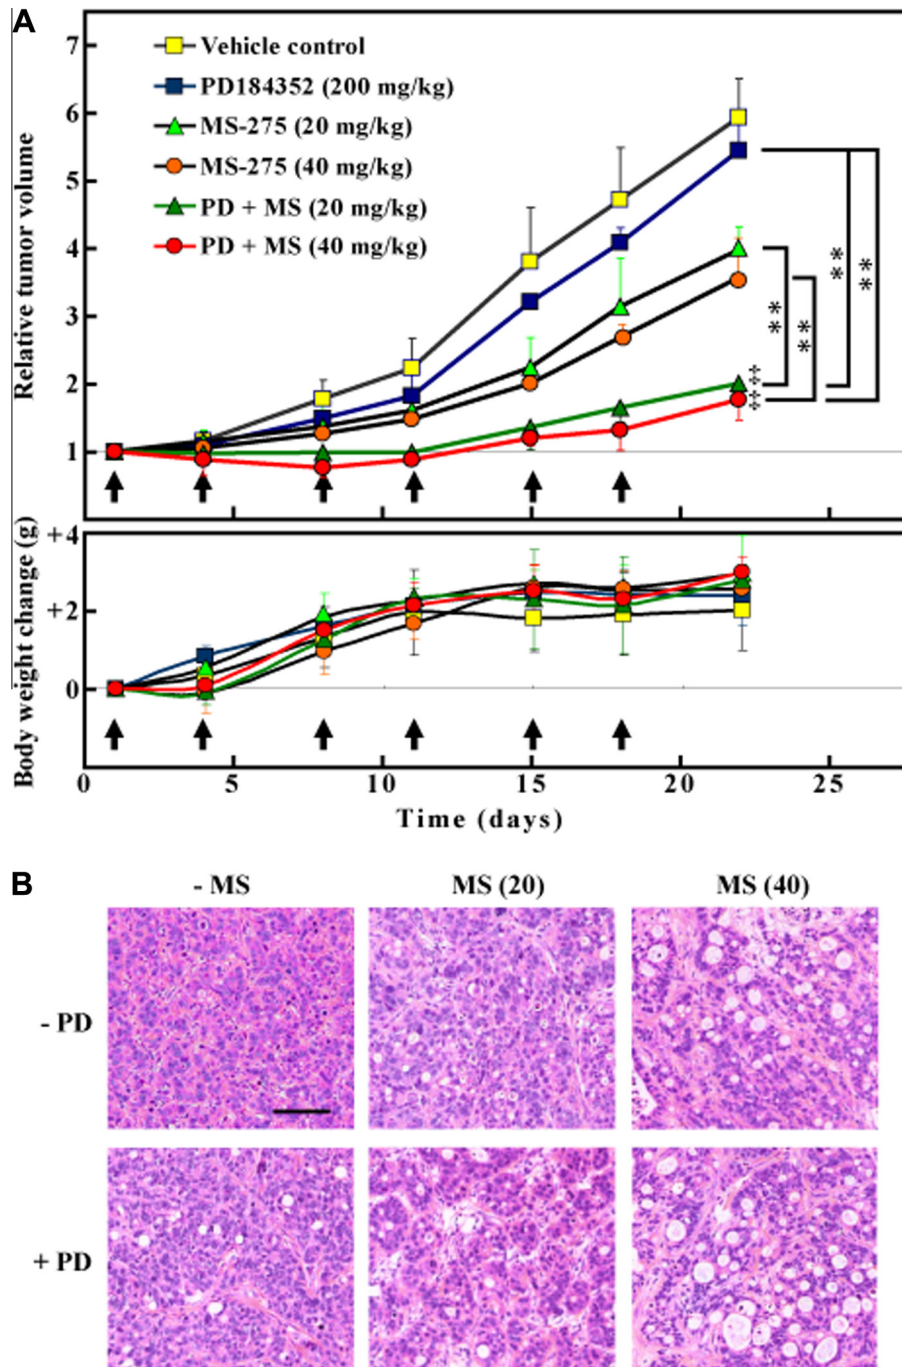 A
Relative tumor volume
7
6
5
4
3
2
1
Vehicle control
PD184352 (200 mg/kg)
MS-275 (20 mg/kg)
MS-275 (40 mg/kg)
PD + MS (20 mg/kg)
PD + MS (40 mg/kg)
**
**
**
**
‡‡
‡‡
Body weight change (g)
+4
+2
0
0 5 10 15 20 25
Time (days)
B
- MS MS (20) MS (40)
- PD
+ PD